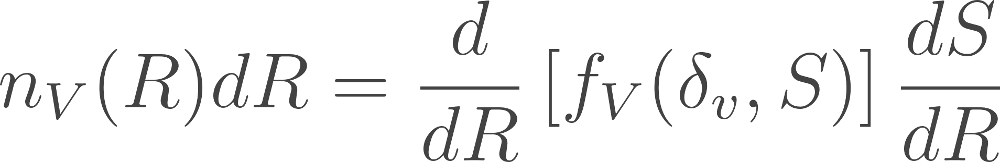 n_V(R)dR = \frac{d}{dR} [f_V(\delta_v, S)] \frac{dS}{dR}